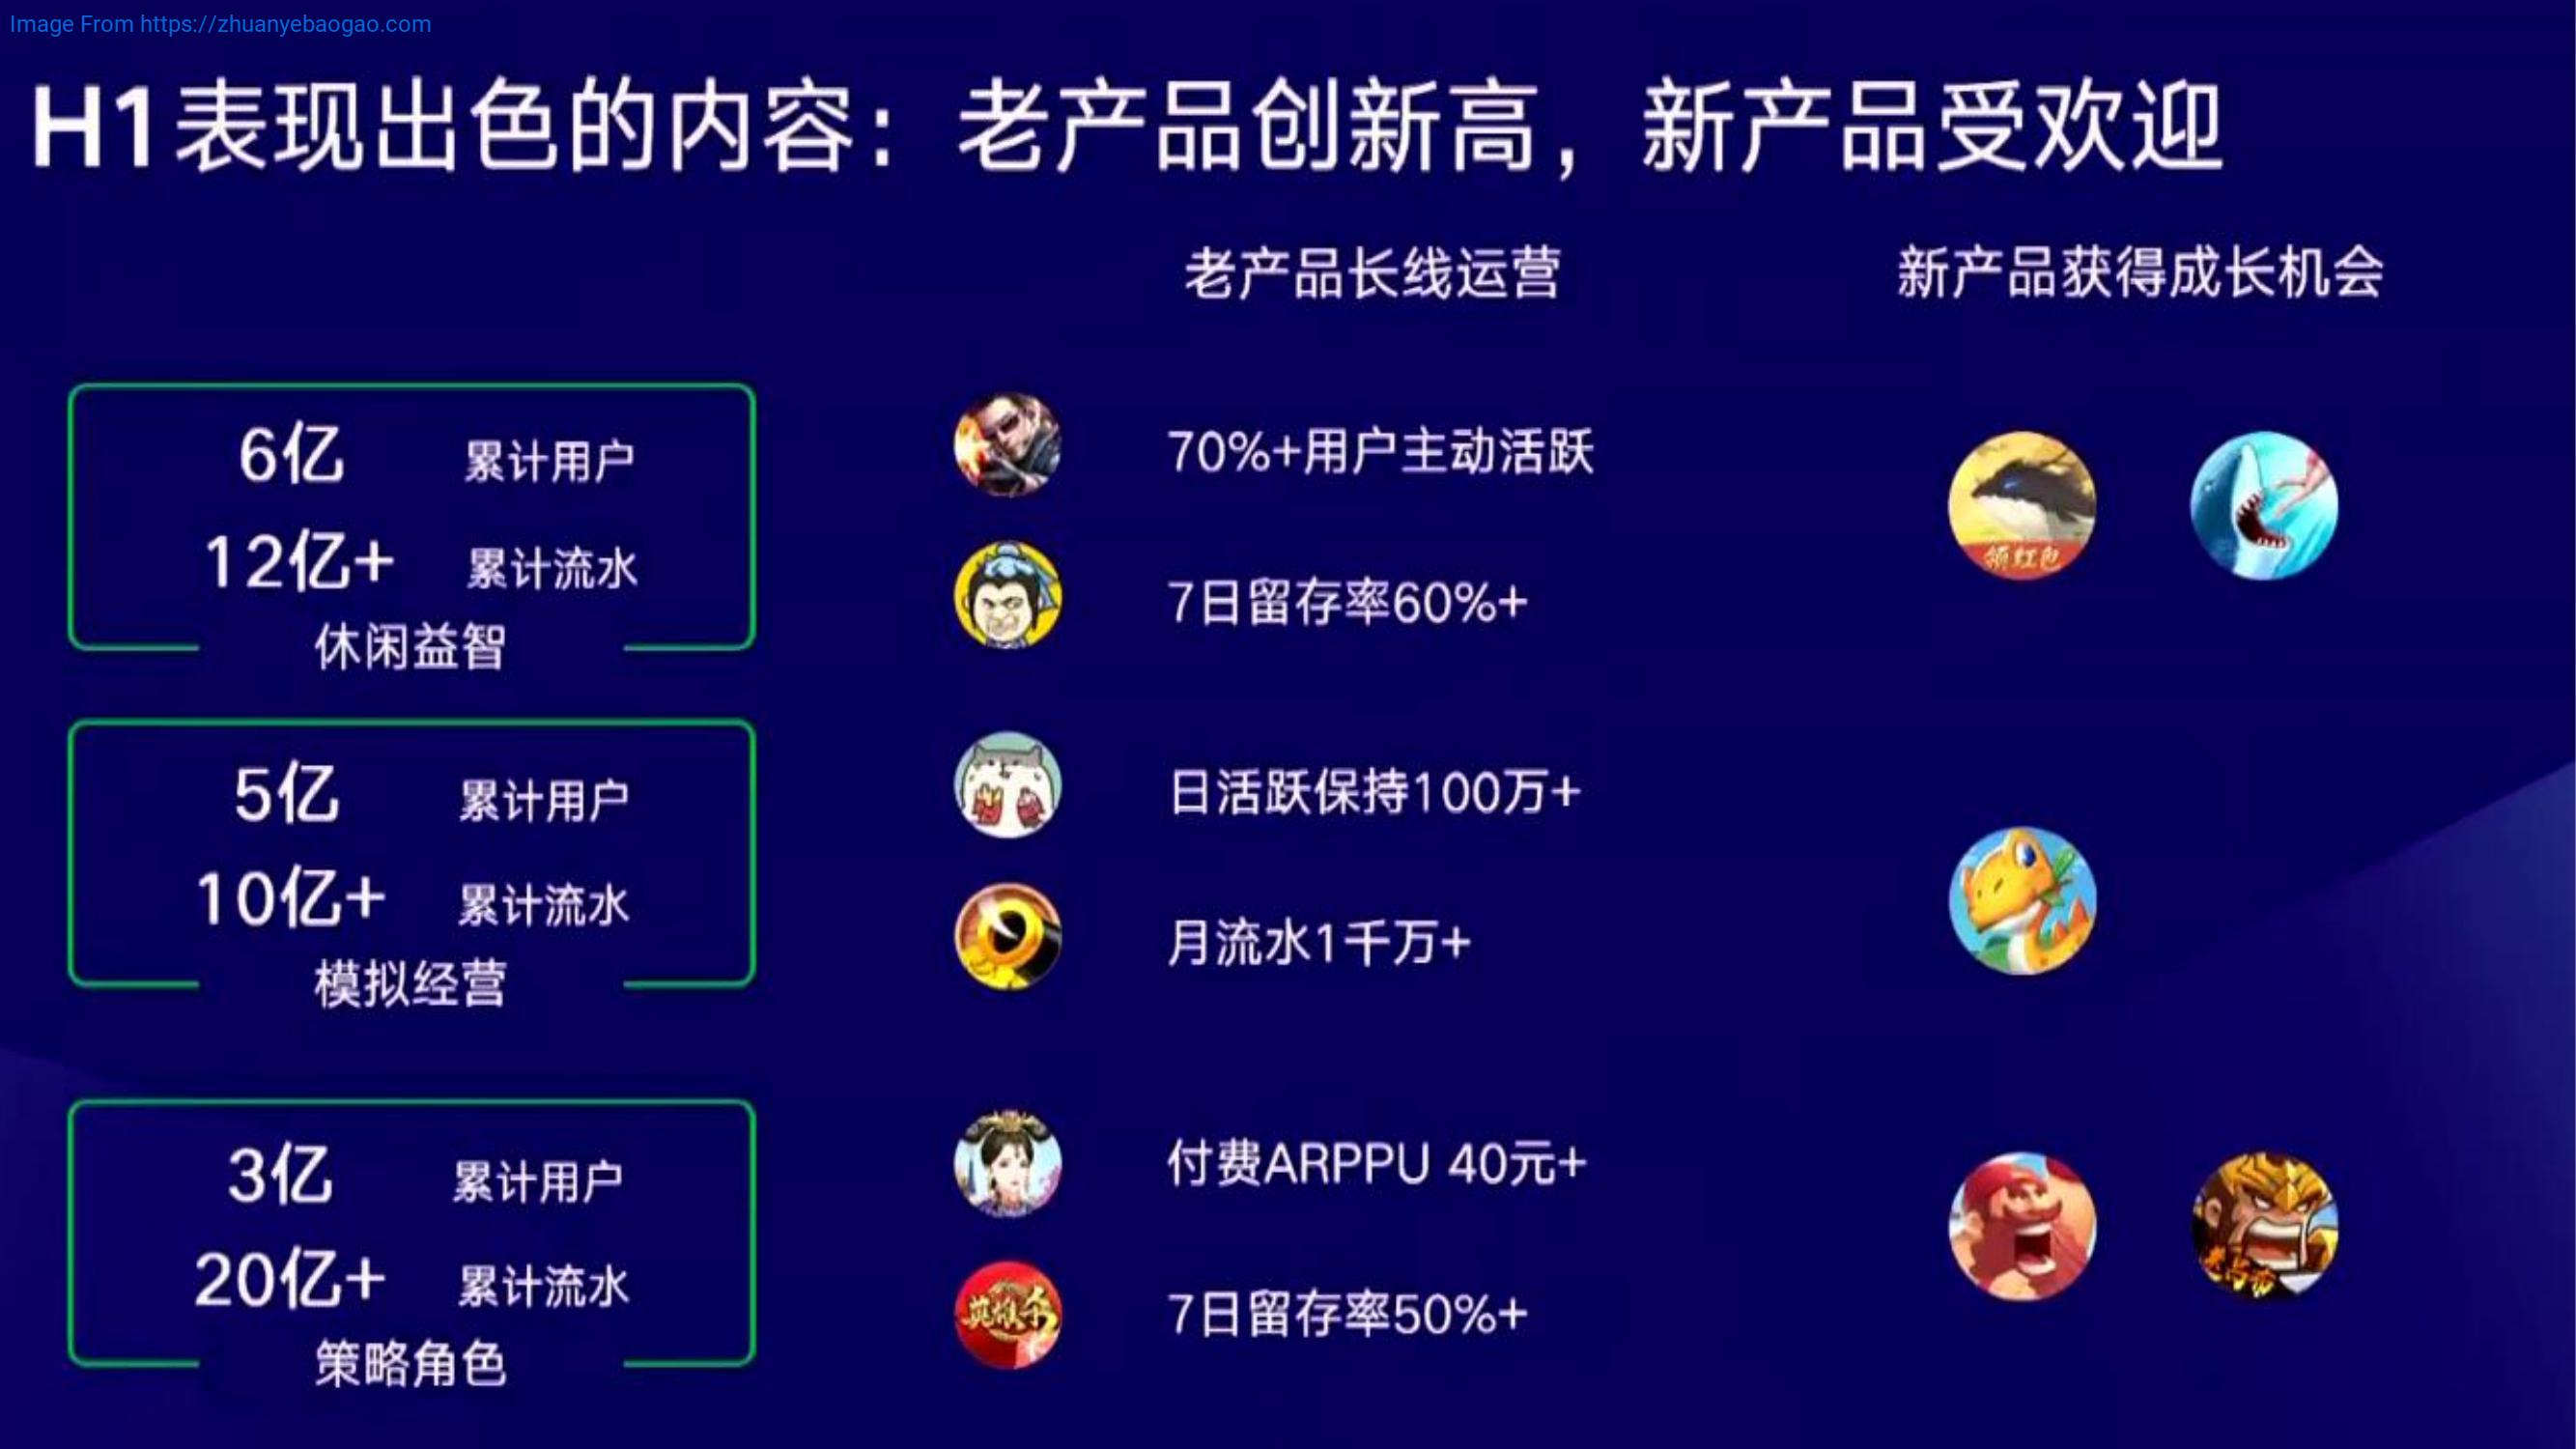 Image From https://zhuanyebaogao.com
H1表现出色的内容：老产品创新高，新产品受欢迎
老产品长线运营
新产品获得成长机会
6亿 累计用户
12亿+ 累计流水
休闲益智
70%+用户主动活跃
7日留存率60%+
领红包
5亿 累计用户
10亿+ 累计流水
模拟经营
日活跃保持100万+
月流水1千万+
3亿 累计用户
20亿+ 累计流水
策略角色
付费ARPPU 40元+
英雄杀
7日留存率50%+